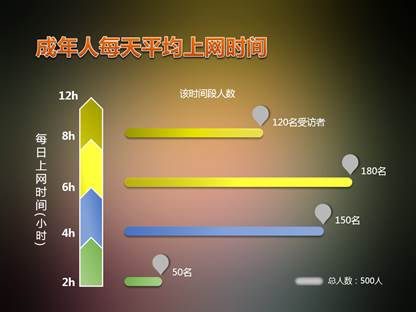 成年人每天平均上网时间
12h
该时间段人数
120名受访者
8h
180名
6h
150名
4h
50名
2h
每日上网时间(小时)
总人数：500人